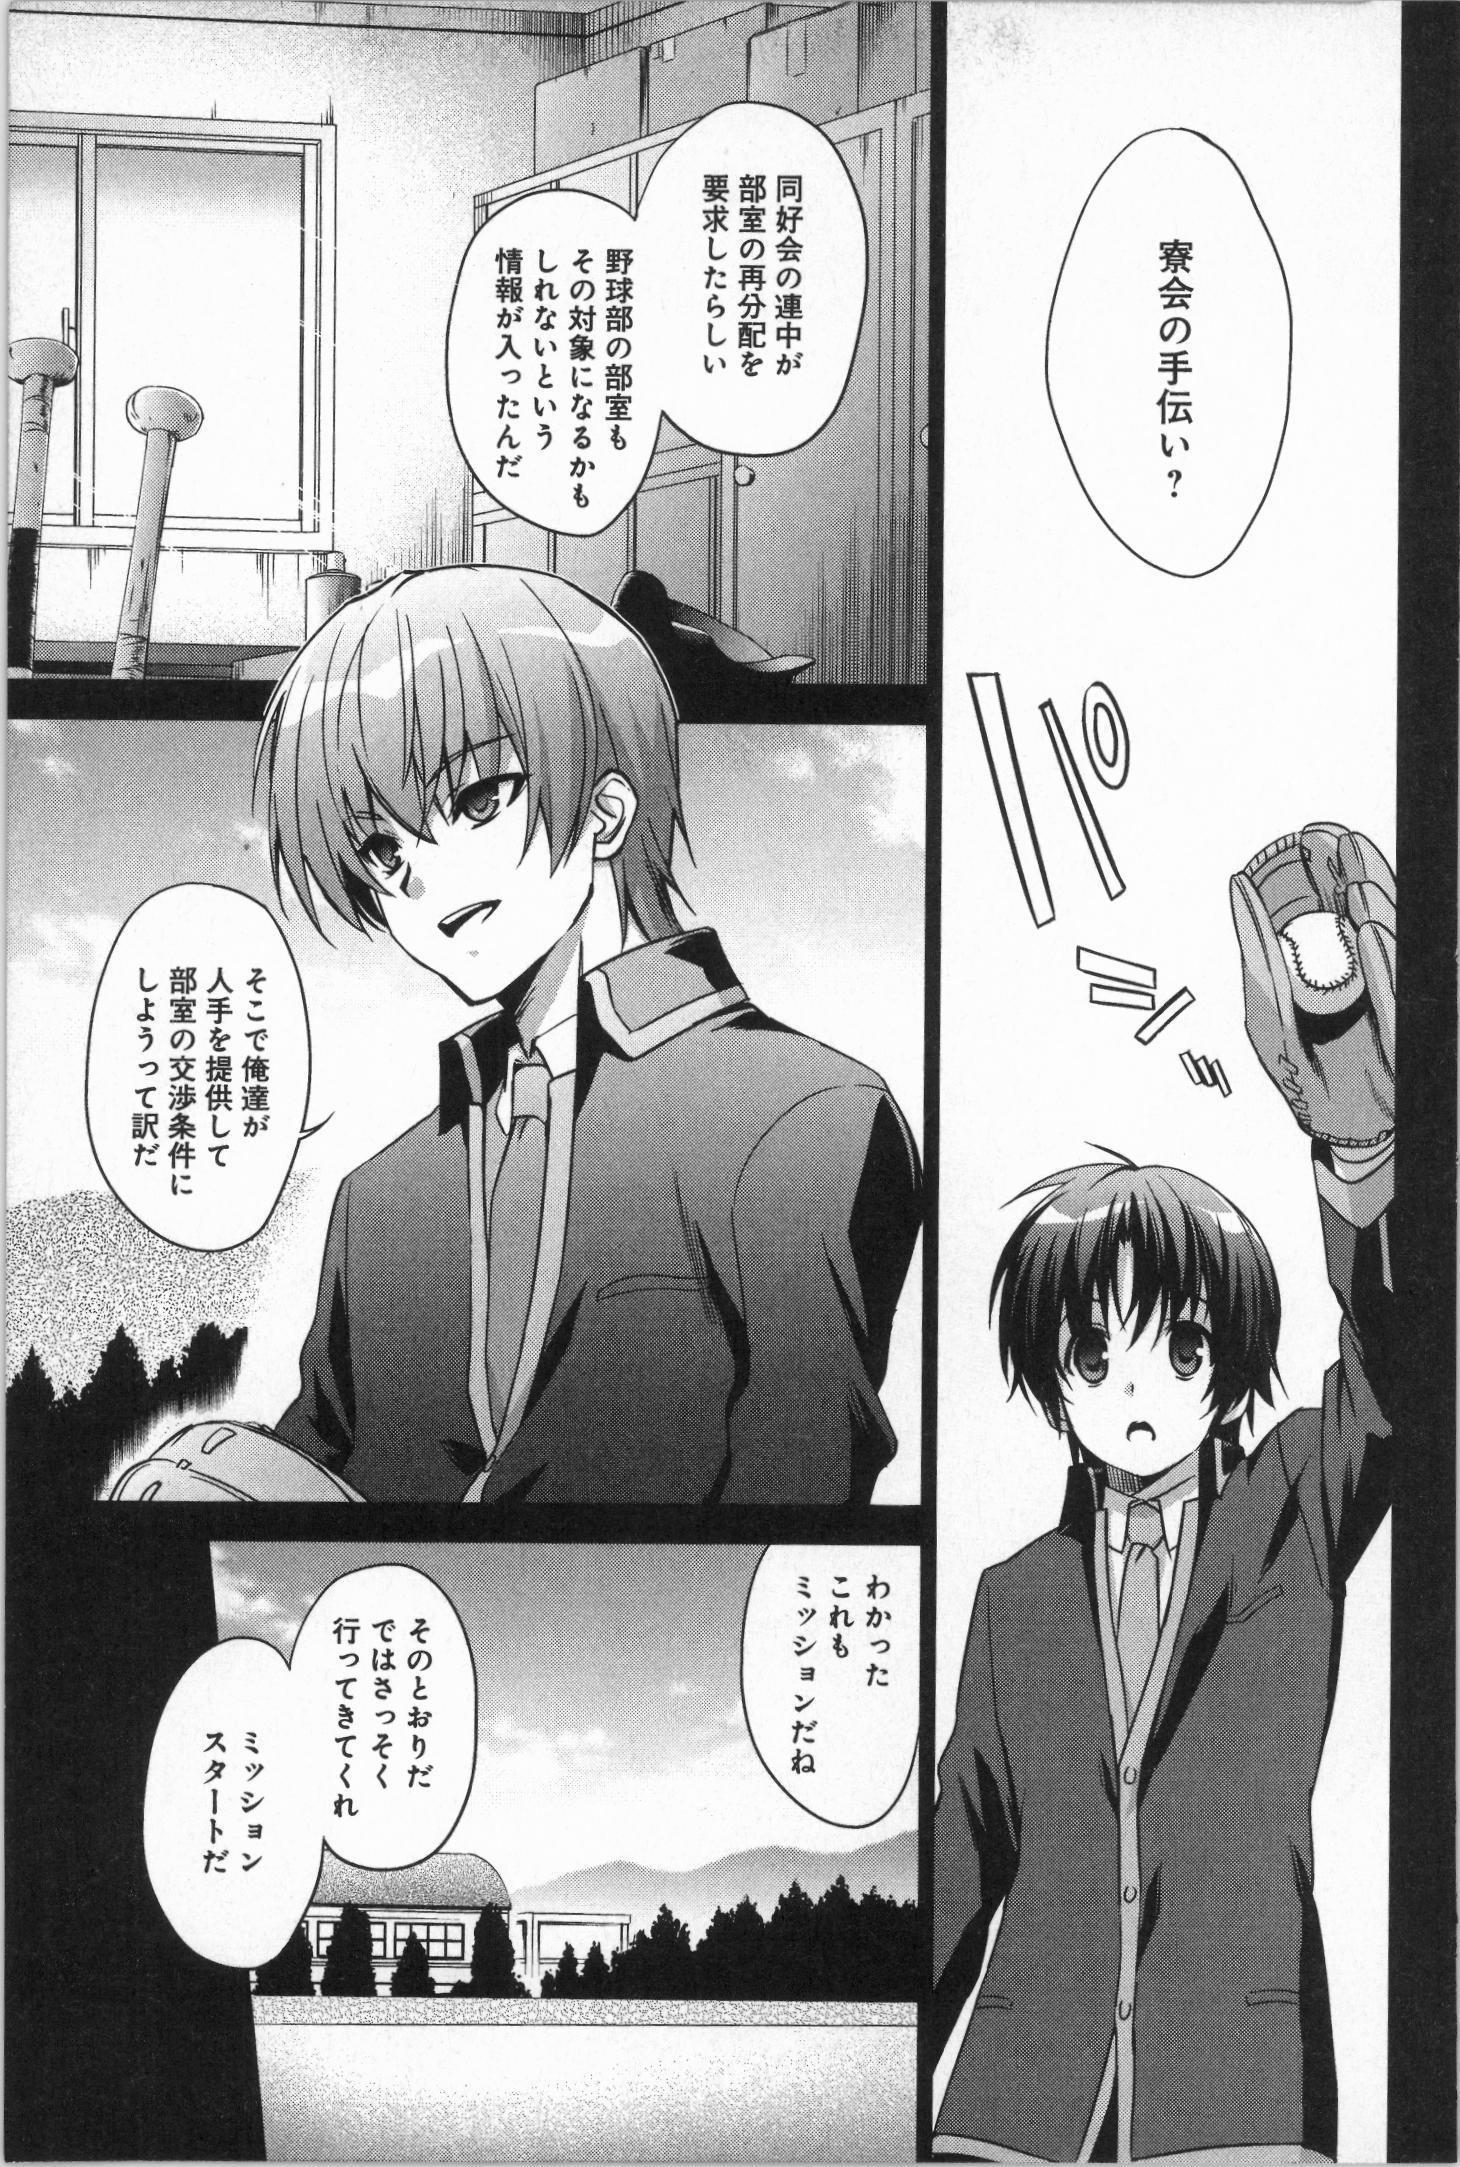 寮会の手伝い？
パシッ
同好会の連中が
部室の再分配を
要求したらしい
野球部の部室も
その対象になるかも
しれないという
情報が入ったんだ
そこで俺達が
人手を提供して
部室の交渉条件に
しようって訳だ
わかった
これも
ミッションだね
そのとおりだ
ではさっそく
行ってきてくれ
ミッション
スタートだ